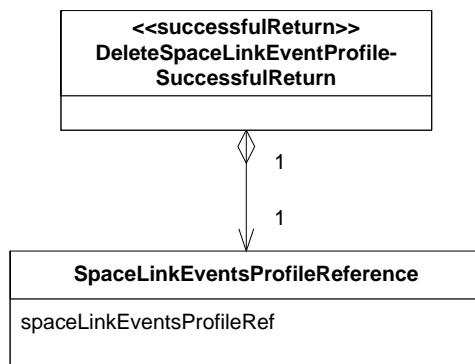 <<successfulReturn>>
DeleteSpaceLinkEventProfile-
SuccessfulReturn
1
1
SpaceLinkEventsProfileReference
spaceLinkEventsProfileRef